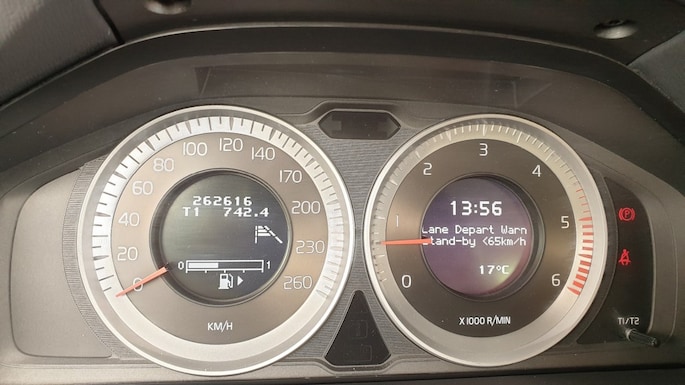 0
20
40
60
80
100
120
140
170
200
230
260
KM/H
262616
T1 742.4
0 1
0
1
2
3
4
5
6
13:56
Lane Depart Warn
Stand-by <65km/h
17°C
X 1000 R/MIN
P
T1/T2